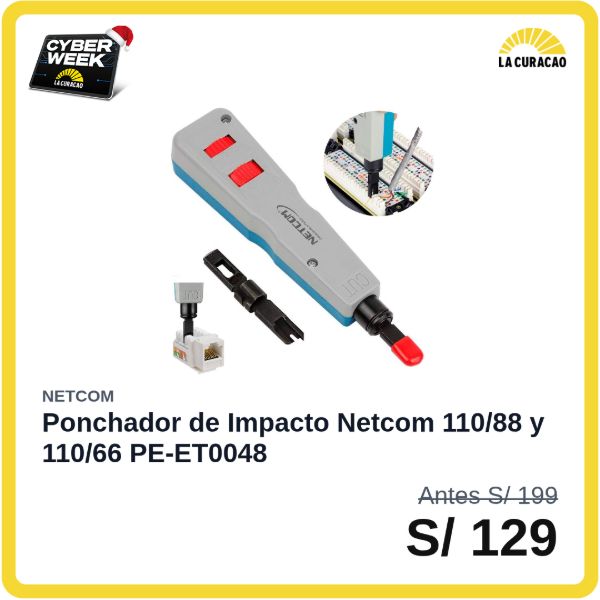 CYBER
WEEK
LA CURACAO
LA CURACAO
NETCOM
CUT
NETCOM
Ponchador de Impacto Netcom 110/88 y
110/66 PE-ET0048
Antes S/ 199
S/ 129